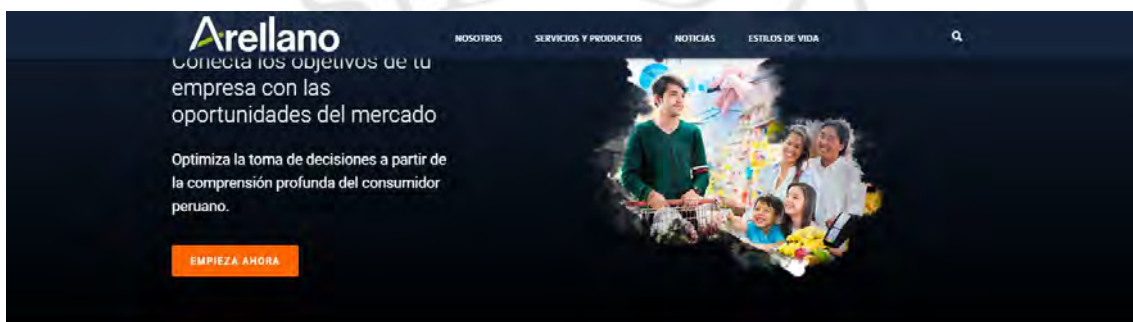 Arellano
NOSOTROS SERVICIOS Y PRODUCTOS NOTICIAS ESTILOS DE VIDA
Conecta los objetivos de tu
empresa con las
oportunidades del mercado
Optimiza la toma de decisiones a partir de
la comprensión profunda del consumidor
peruano.
EMPIEZA AHORA